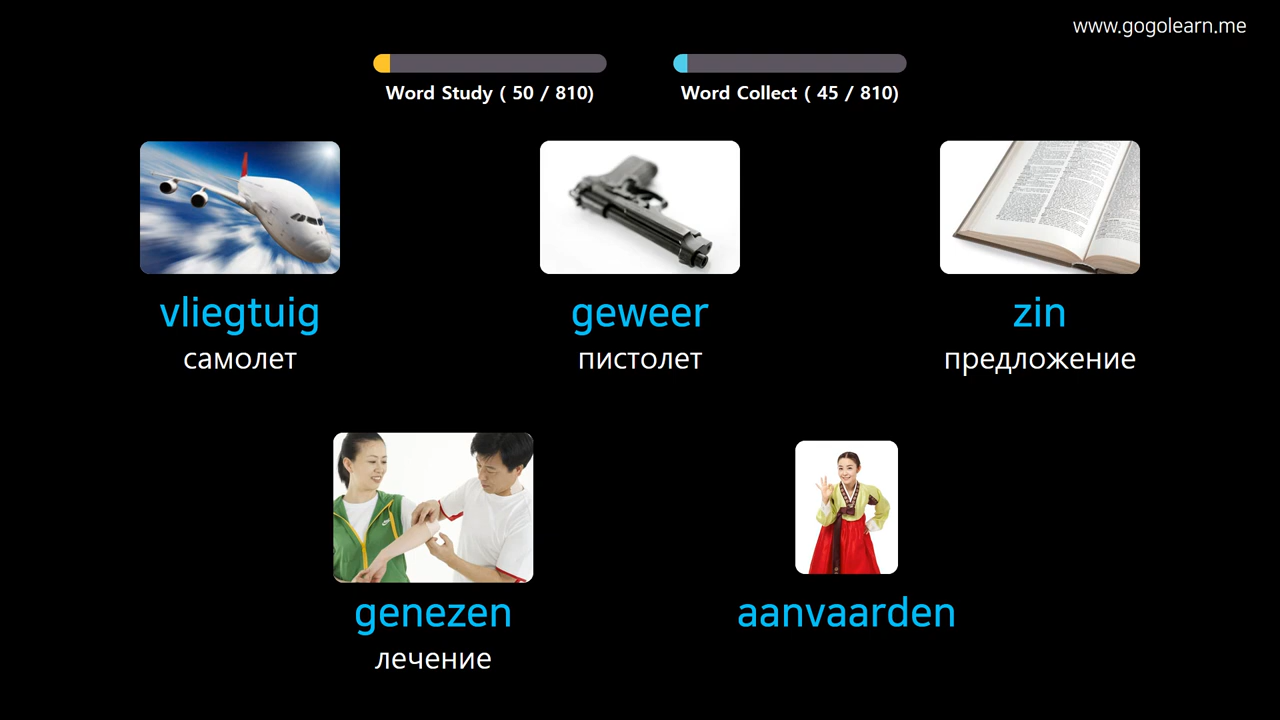 www.gogolearn.me
Word Study ( 50 / 810)
Word Collect ( 45 / 810)
vliegtuig
самолет
geweer
пистолет
zin
предложение
genezen
лечение
aanvaarden